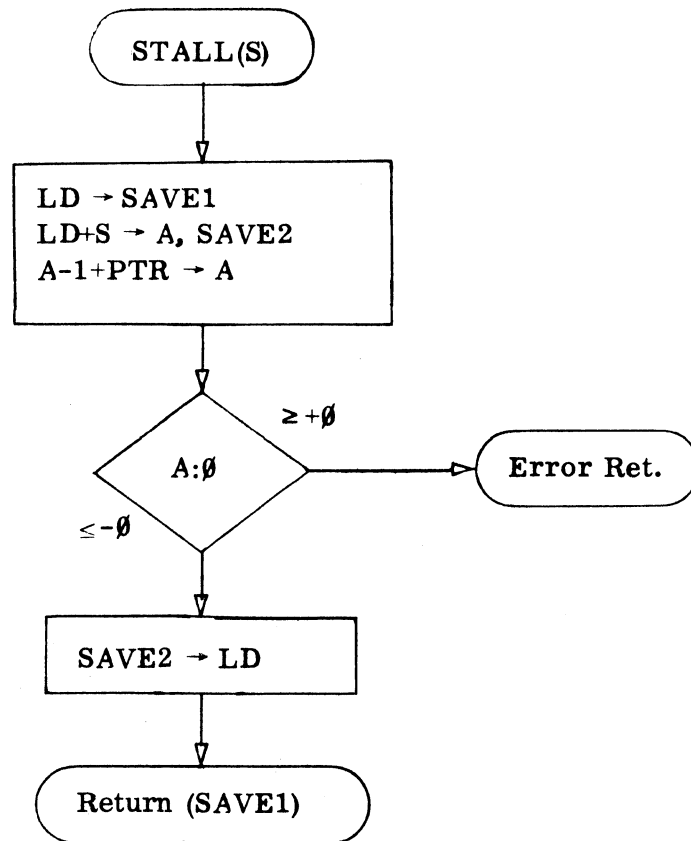 STALL(S)
LD → SAVE1
LD+S → A, SAVE2
A-1+PTR → A
≥ +∅
A:∅
Error Ret.
≤ -∅
SAVE2 → LD
Return (SAVE1)